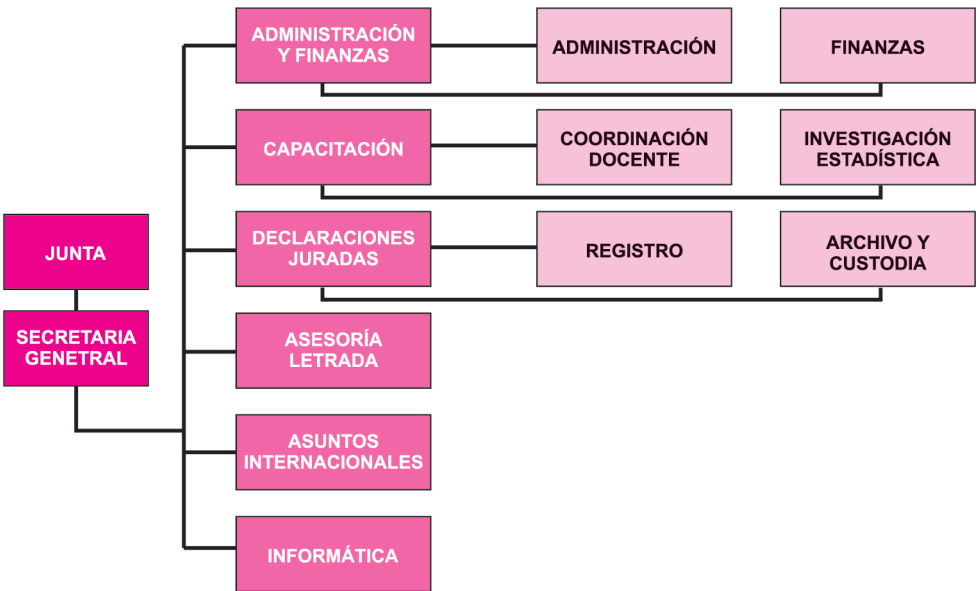 ADMINISTRACIÓN
Y FINANZAS
ADMINISTRACIÓN
FINANZAS
CAPACITACIÓN
COORDINACIÓN
DOCENTE
INVESTIGACIÓN
ESTADÍSTICA
JUNTA
DECLARACIONES
JURADAS
REGISTRO
ARCHIVO Y
CUSTODIA
SECRETARIA
GENETRAL
ASESORÍA
LETRADA
ASUNTOS
INTERNACIONALES
INFORMÁTICA